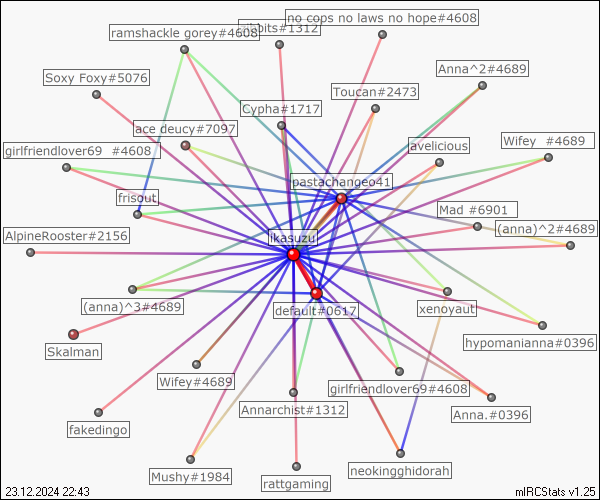 no cops no laws no hope#4608
ramshackle gorey#4608
bits#1312
Anna^2#4689
Soxy Foxy#5076
Toucan#2473
Cypha#1717
ace deucy#7097
girlfriendlover69 #4608
avelicious
Wifey #4689
pastachangeo41
frisout
Mad #6901
(anna)^2#4689
AlpineRooster#2156
ikasuzu
(anna)^3#4689
default#0617
xenoyaut
Skalman
hypomanianna#0396
Wifey#4689
girlfriendlover69#4608
Annarchist#1312
Anna.#0396
fakedingo
Mushy#1984
rattgaming
neokingghidorah
23.12.2024 22:43
mIRCStats v1.25